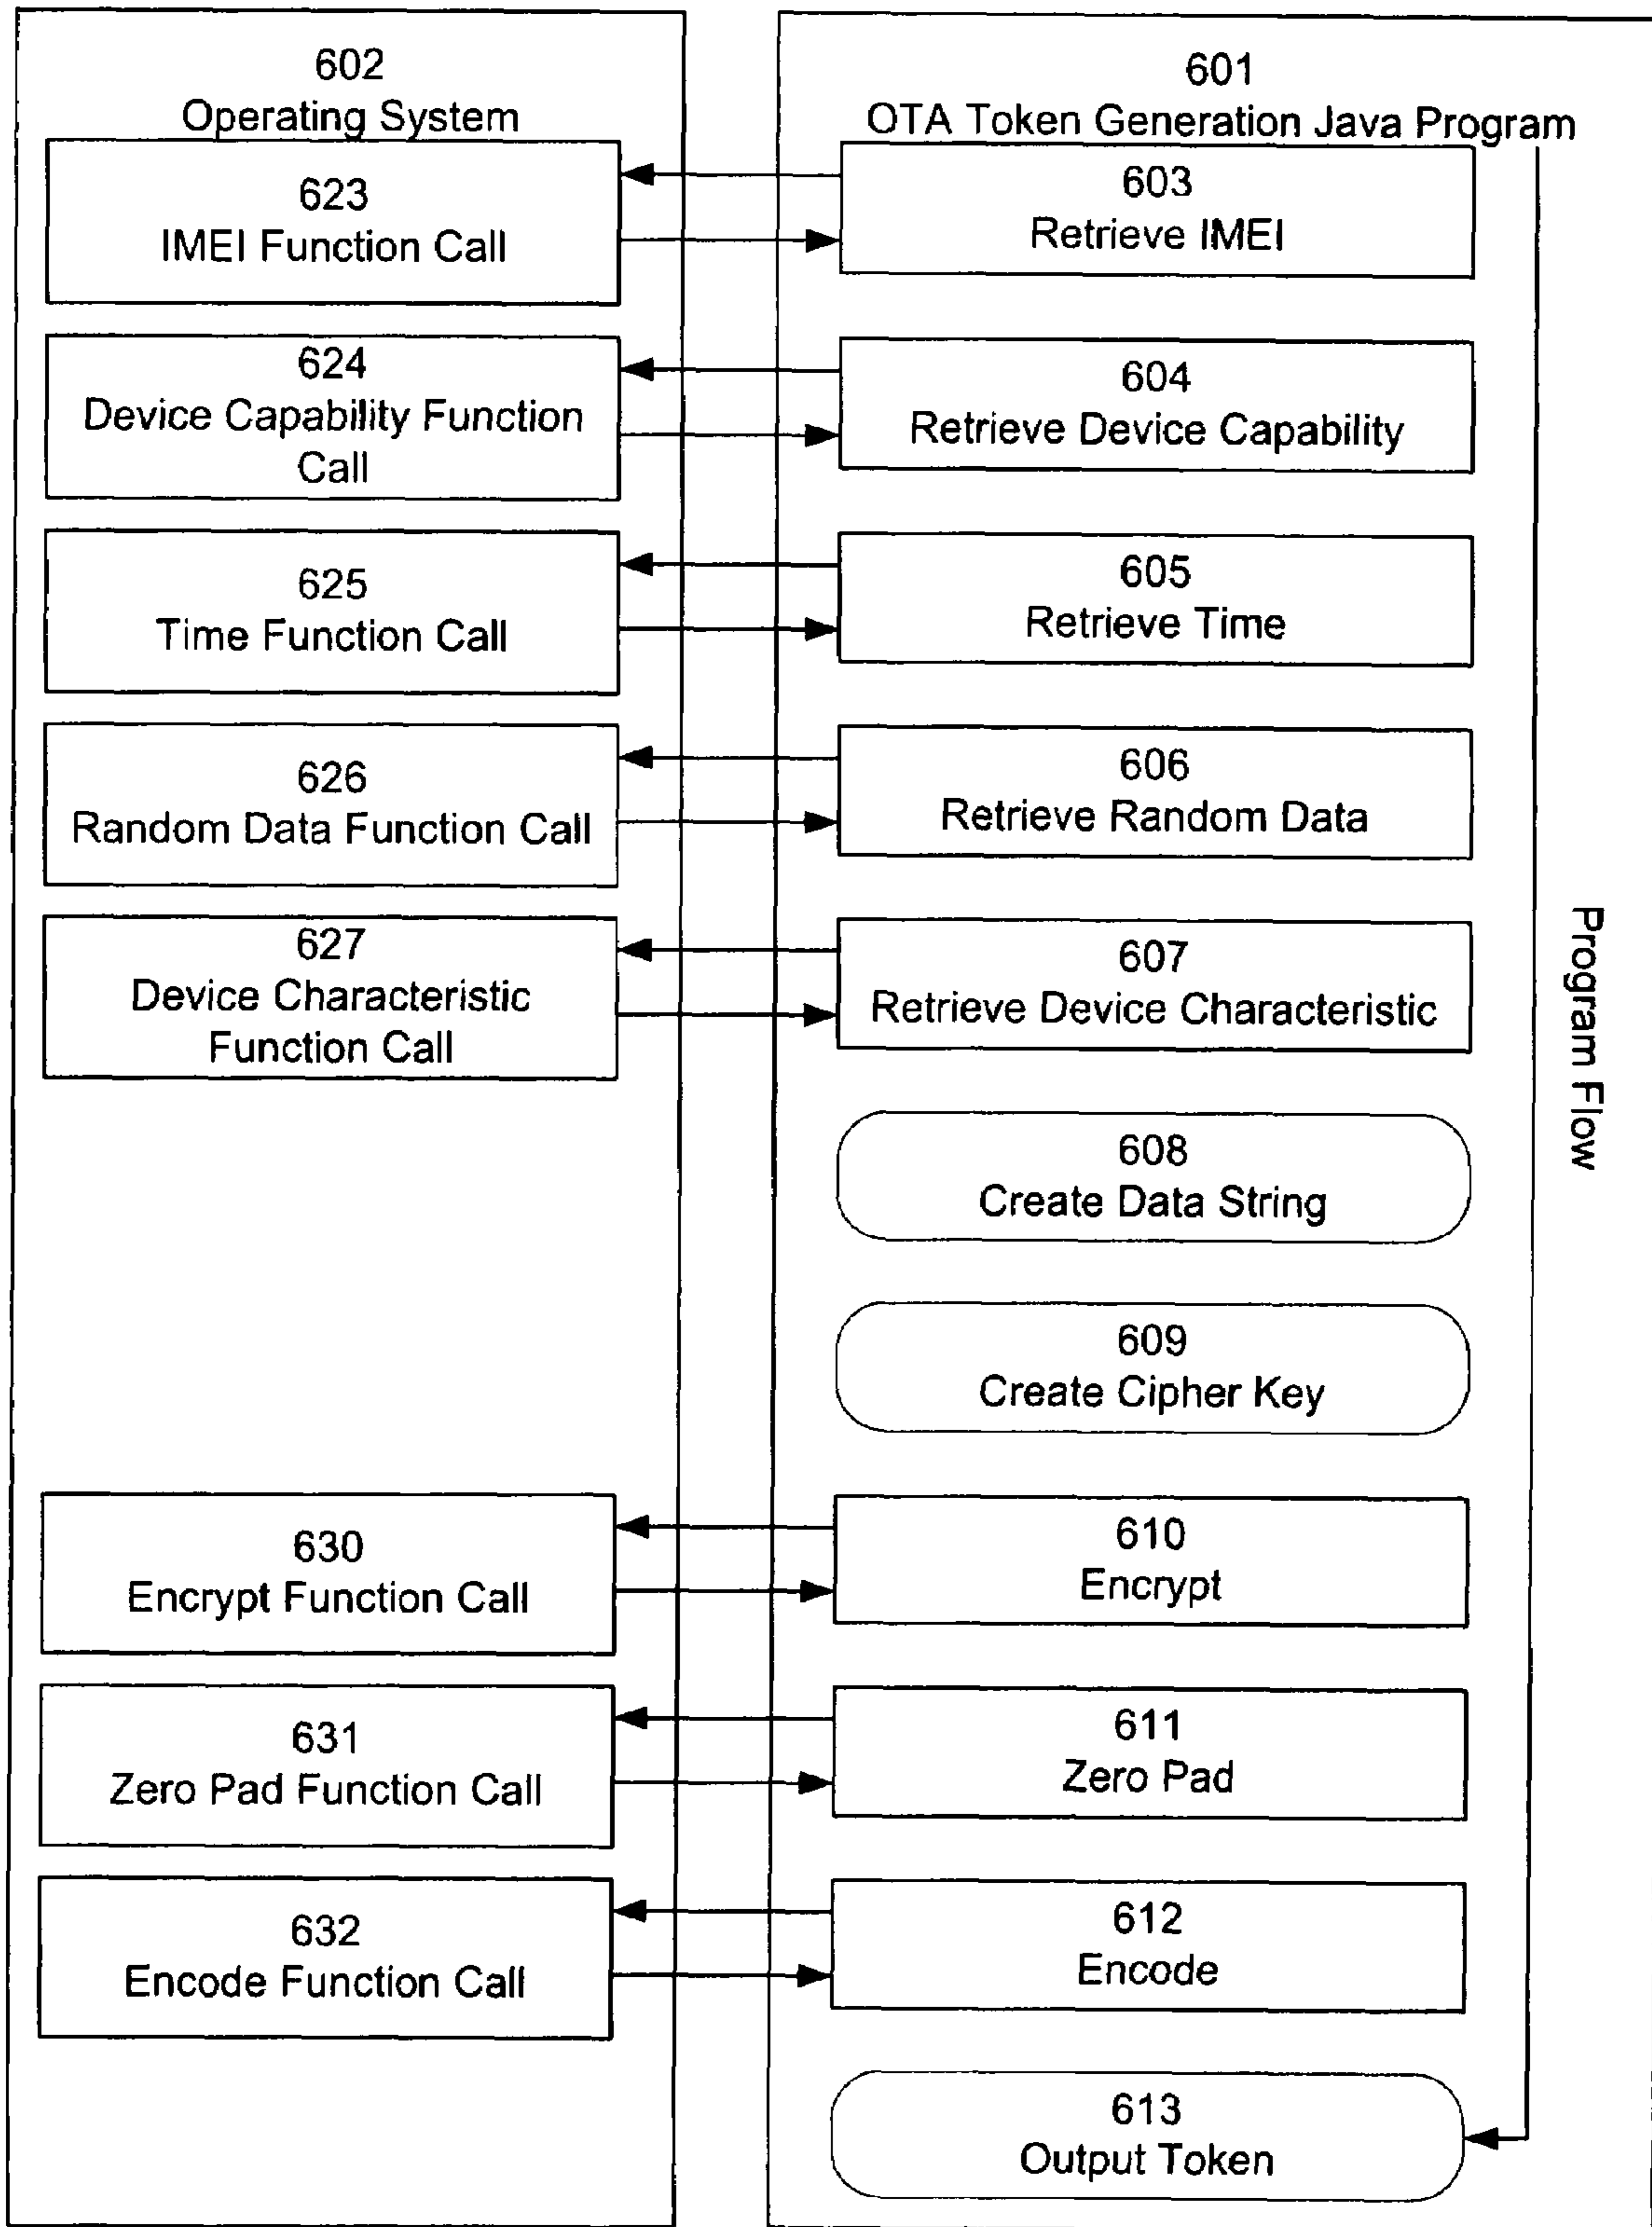 602
Operating System
623
IMEI Function Call
624
Device Capability Function
Call
625
Time Function Call
626
Random Data Function Call
627
Device Characteristic
Function Call
630
Encrypt Function Call
631
Zero Pad Function Call
632
Encode Function Call
601
OTA Token Generation Java Program
603
Retrieve IMEI
604
Retrieve Device Capability
605
Retrieve Time
606
Retrieve Random Data
607
Retrieve Device Characteristic
608
Create Data String
609
Create Cipher Key
610
Encrypt
611
Zero Pad
612
Encode
613
Output Token
Program Flow